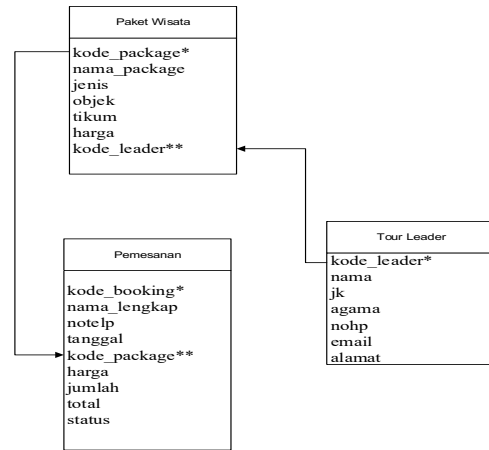 Paket Wisata
kode_package*
nama_package
jenis
objek
tikum
harga
kode_leader**
Pemesanan
kode_booking*
nama_lengkap
notelp
tanggal
kode_package**
harga
jumlah
total
status
Tour Leader
kode_leader*
nama
jk
agama
nohp
email
alamat